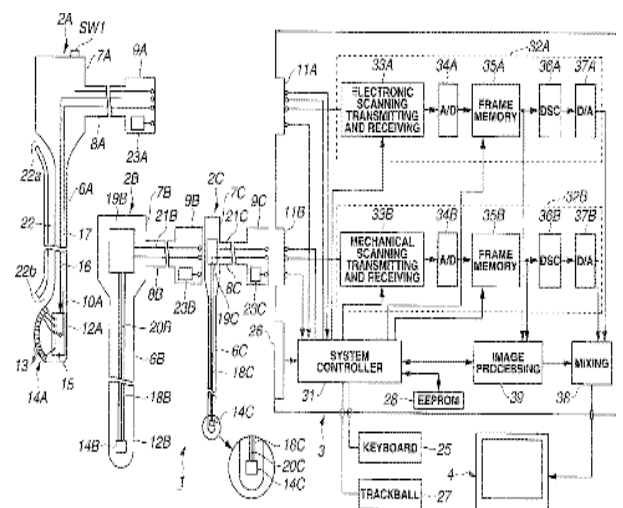 2A
SW1
7A
9A
8A
23A
22a
22
22b
6A
17
16
10A
12A
13
14A
15
2B
19B
7B
21B
9B
8B
23B
20B
6B
18B
14B
12B
2C
7C
21C
9C
8C
19C
23C
6C
18C
14C
18C
20C
14C
1
11A
11B
26
32A
33A
34A
35A
36A
37A
ELECTRONIC
SCANNING
TRANSMITTING
AND RECEIVING
A/D
FRAME
MEMORY
DSC
D/A
32B
33B
34B
35B
36B
37B
MECHANICAL
SCANNING
TRANSMITTING
AND RECEIVING
A/D
FRAME
MEMORY
DSC
D/A
SYSTEM
CONTROLLER
31
IMAGE
PROCESSING
39
MIXING
38
28
EEPROM
3
KEYBOARD
25
4
TRACKBALL
27